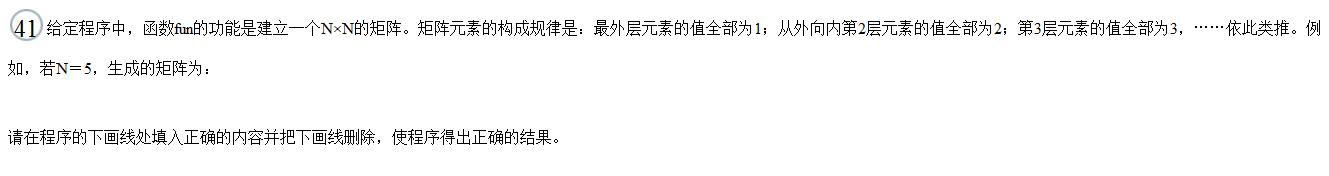 41 给定程序中，函数fun的功能是建立一个N×N的矩阵。矩阵元素的构成规律是：最外层元素的值全部为1；从外向内第2层元素的值全部为2；第3层元素的值全部为3，……依此类推。例
如，若N＝5，生成的矩阵为：
请在程序的下画线处填入正确的内容并把下画线删除，使程序得出正确的结果。